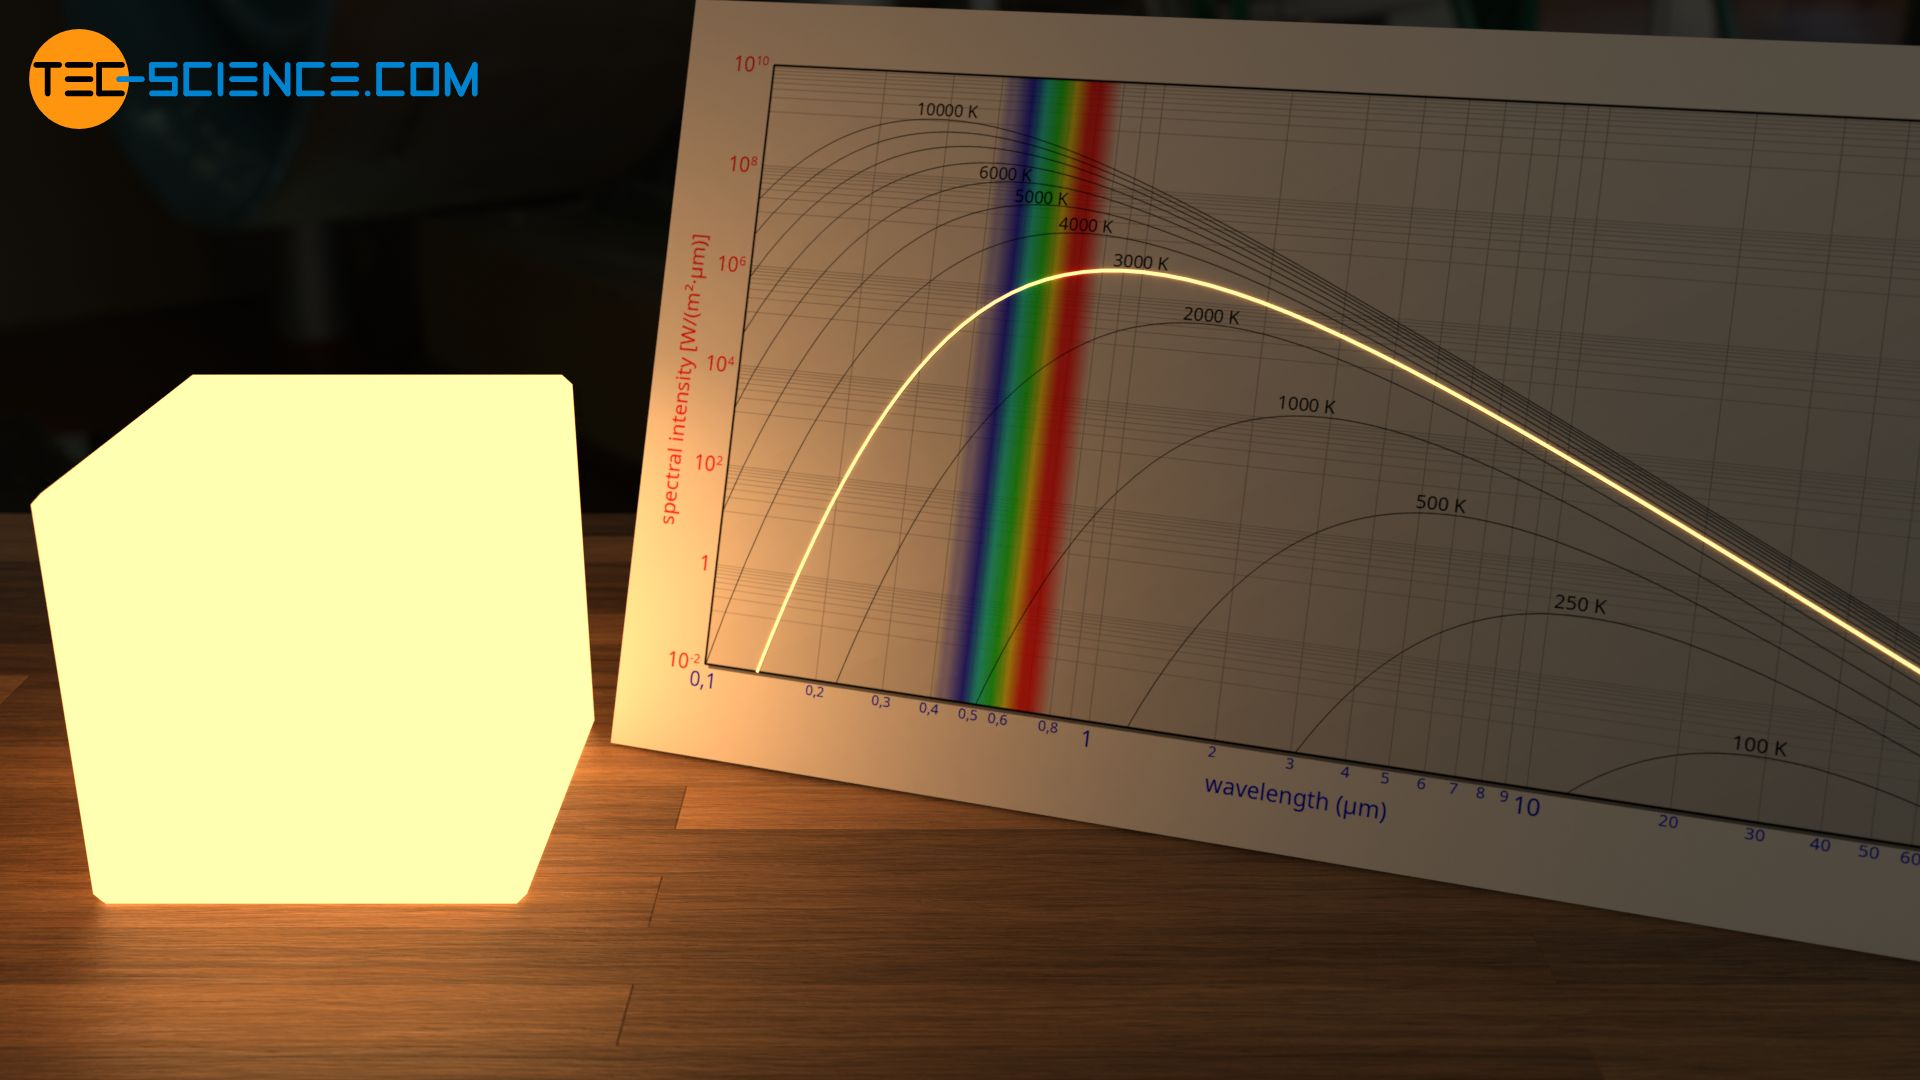 TEC-SCIENCE.COM
10¹⁰
10⁸
10⁶
10⁴
10²
1
10⁻²
spectral intensity [W/(m²·µm)]
10000 K
6000 K
5000 K
4000 K
3000 K
2000 K
1000 K
500 K
250 K
100 K
0,1
0,2
0,3
0,4
0,5
0,6
0,8
1
2
3
4
5
6
7
8
9
10
20
30
40
50
60
wavelength (µm)